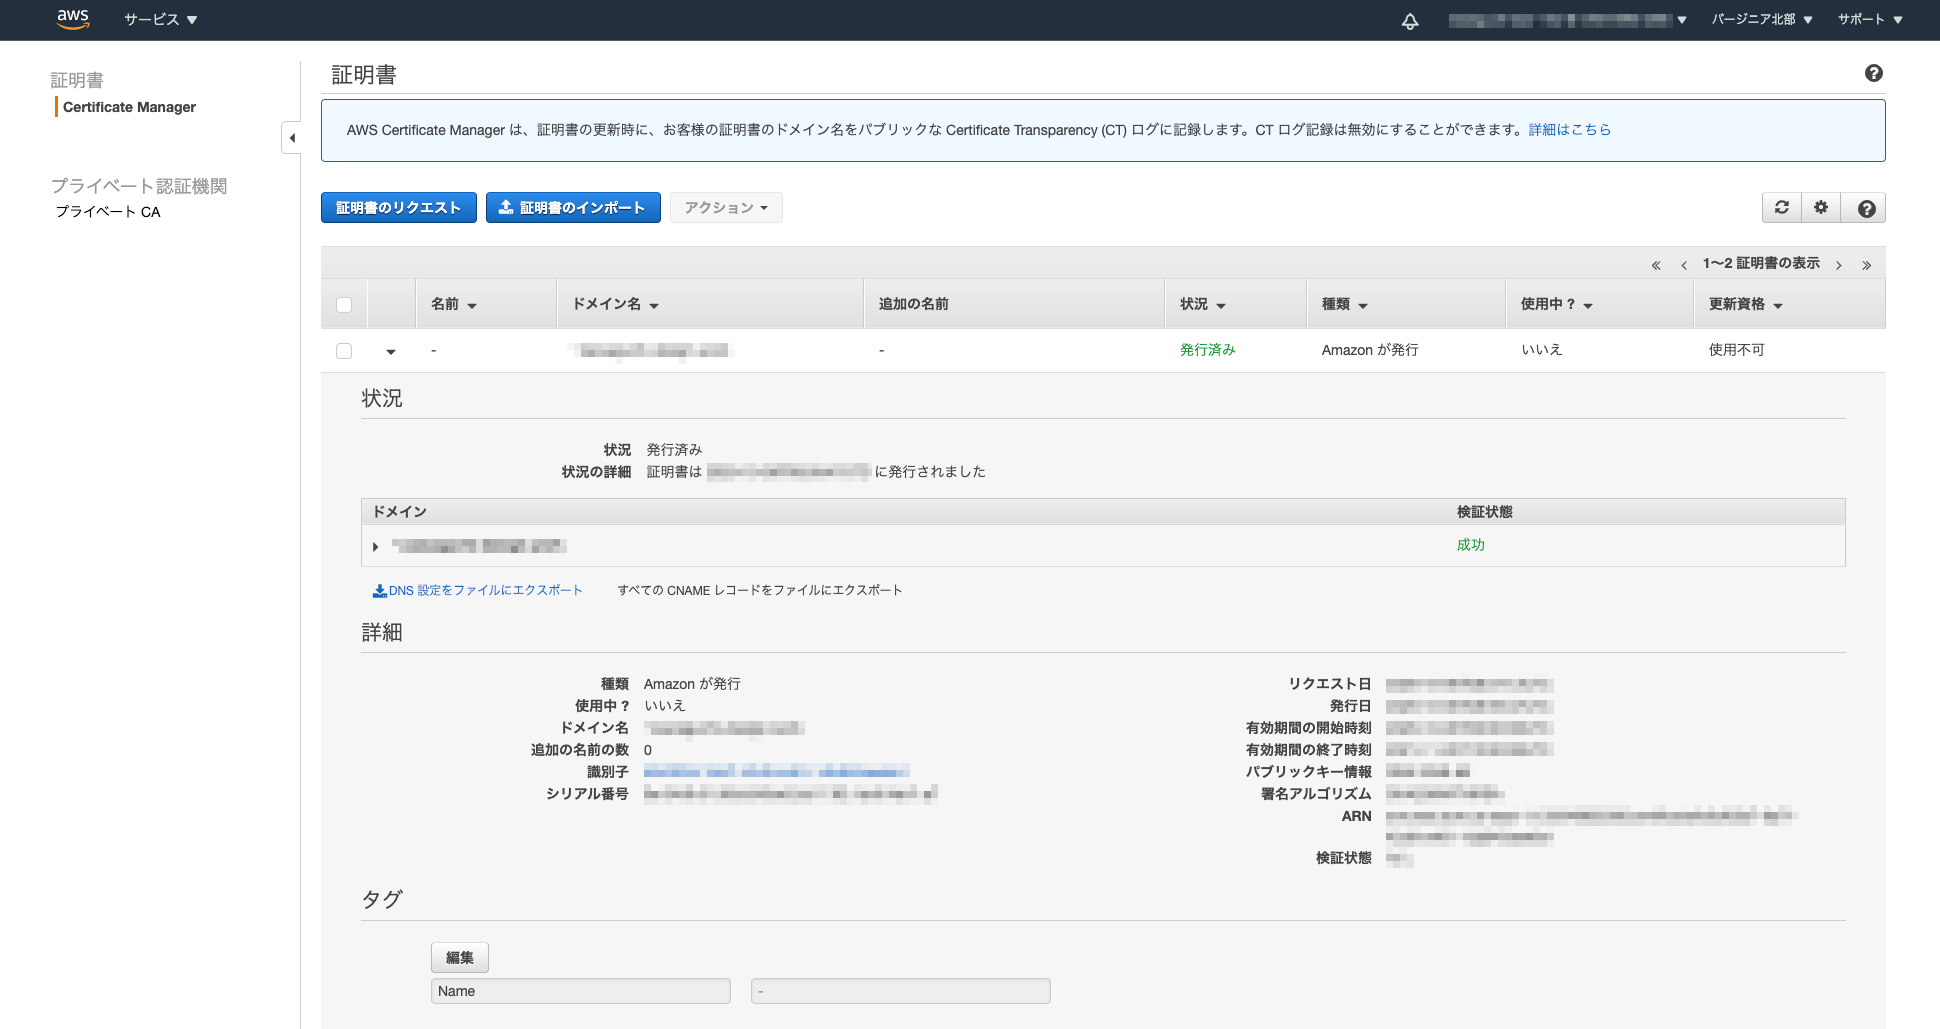 aws サービス バージニア北部 サポート
証明書
Certificate Manager
プライベート認証機関
プライベート CA
証明書
AWS Certificate Manager は、証明書の更新時に、お客様の証明書のドメイン名をパブリックな Certificate Transparency (CT) ログに記録します。CT ログ記録は無効にすることができます。詳細はこちら
証明書のリクエスト 証明書のインポート アクション
« ‹ 1〜2 証明書の表示 › »
名前 ドメイン名 追加の名前 状況 種類 使用中 ? 更新資格
- - 発行済み Amazon が発行 いいえ 使用不可
状況
状況 発行済み
状況の詳細 証明書は に発行されました
ドメイン 検証状態
成功
DNS 設定をファイルにエクスポート すべての CNAME レコードをファイルにエクスポート
詳細
種類 Amazon が発行
使用中 ? いいえ
ドメイン名
追加の名前の数 0
識別子
シリアル番号
リクエスト日
発行日
有効期間の開始時刻
有効期間の終了時刻
パブリックキー情報
署名アルゴリズム
ARN
検証状態
タグ
編集
Name -